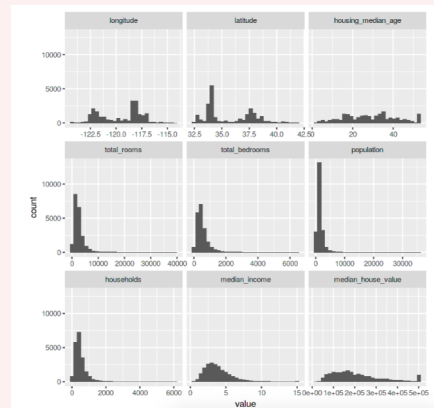 longitude latitude housing_median_age
10000
5000
0
-122.5 -120.0 -117.5 -115.0 32.5 35.0 37.5 40.0 42.50 20 40
total_rooms total_bedrooms population
10000
5000
0
0 10000 20000 30000 40000 0 2000 4000 6000 0 10000 20000 30000
households median_income median_house_value
10000
5000
0
0 2000 4000 6000 0 5 10 150e+00 1e+05 2e+05 3e+05 4e+05 5e+05
count
value